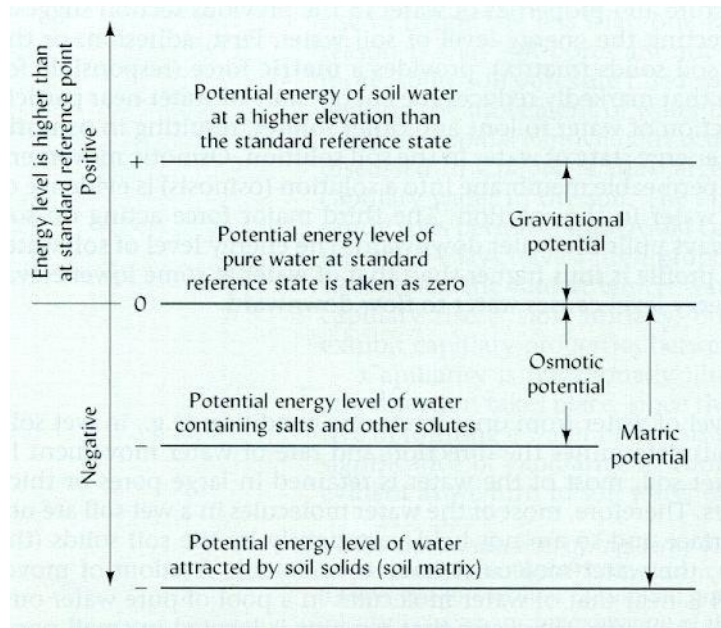 Energy level is higher than
at standard reference point
Positive
Negative
+
0
−
Potential energy of soil water
at a higher elevation than
the standard reference state
Gravitational
potential
Potential energy level of
pure water at standard
reference state is taken as zero
Osmotic
potential
Potential energy level of water
containing salts and other solutes
Matric
potential
Potential energy level of water
attracted by soil solids (soil matrix)